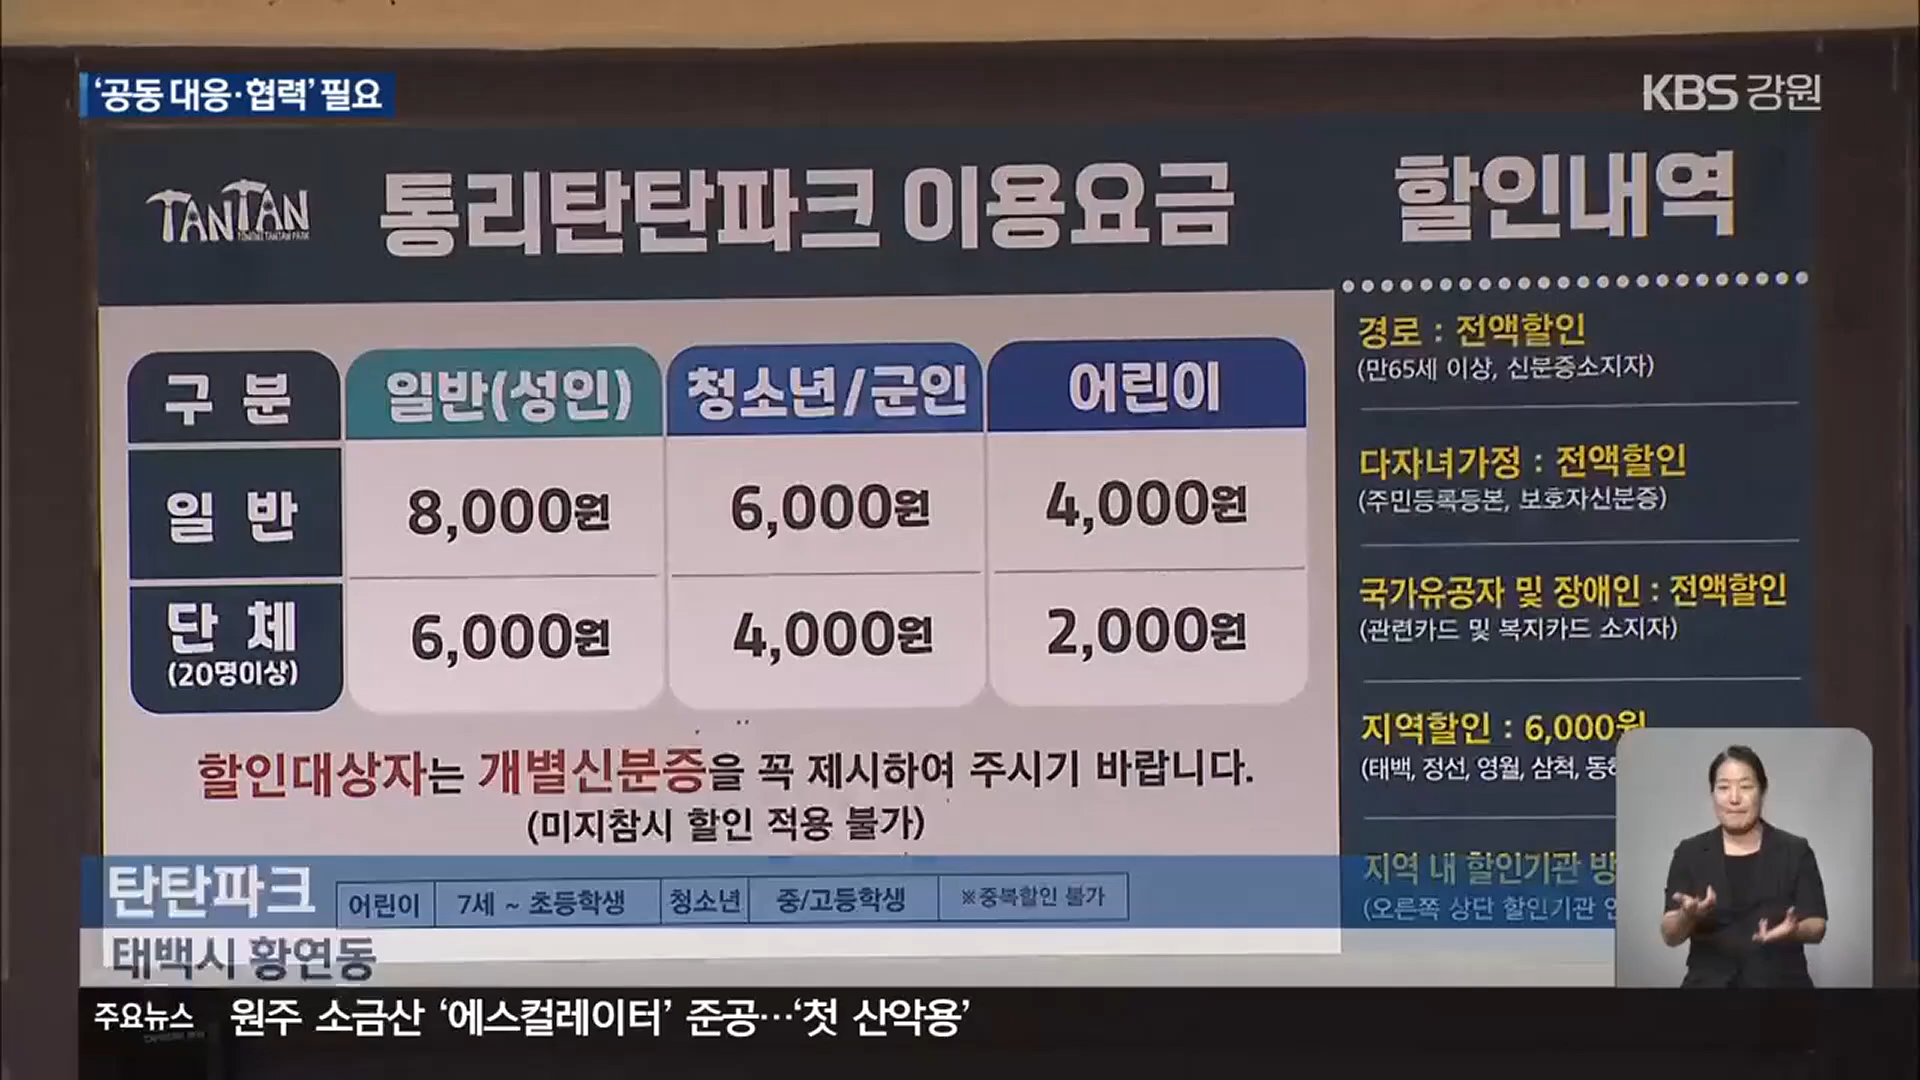 ‘공동 대응·협력’ 필요
KBS 강원
TANTAN
통리탄탄파크 이용요금
할인내역
구 분 일반(성인) 청소년/군인 어린이
일 반 8,000원 6,000원 4,000원
단 체 6,000원 4,000원 2,000원
(20명이상)
할인대상자는 개별신분증을 꼭 제시하여 주시기 바랍니다.
(미지참시 할인 적용 불가)
어린이 7세 ~ 초등학생 청소년 중/고등학생 ※중복할인 불가
경로 : 전액할인
(만65세 이상, 신분증소지자)
다자녀가정 : 전액할인
(주민등록등본, 보호자신분증)
국가유공자 및 장애인 : 전액할인
(관련카드 및 복지카드 소지자)
지역할인 : 6,000원
(태백, 정선, 영월, 삼척,
지역 내 할인기관
(오른쪽 상단 할인기관
탄탄파크
태백시 황연동
주요뉴스 원주 소금산 ‘에스컬레이터’ 준공…‘첫 산악용’